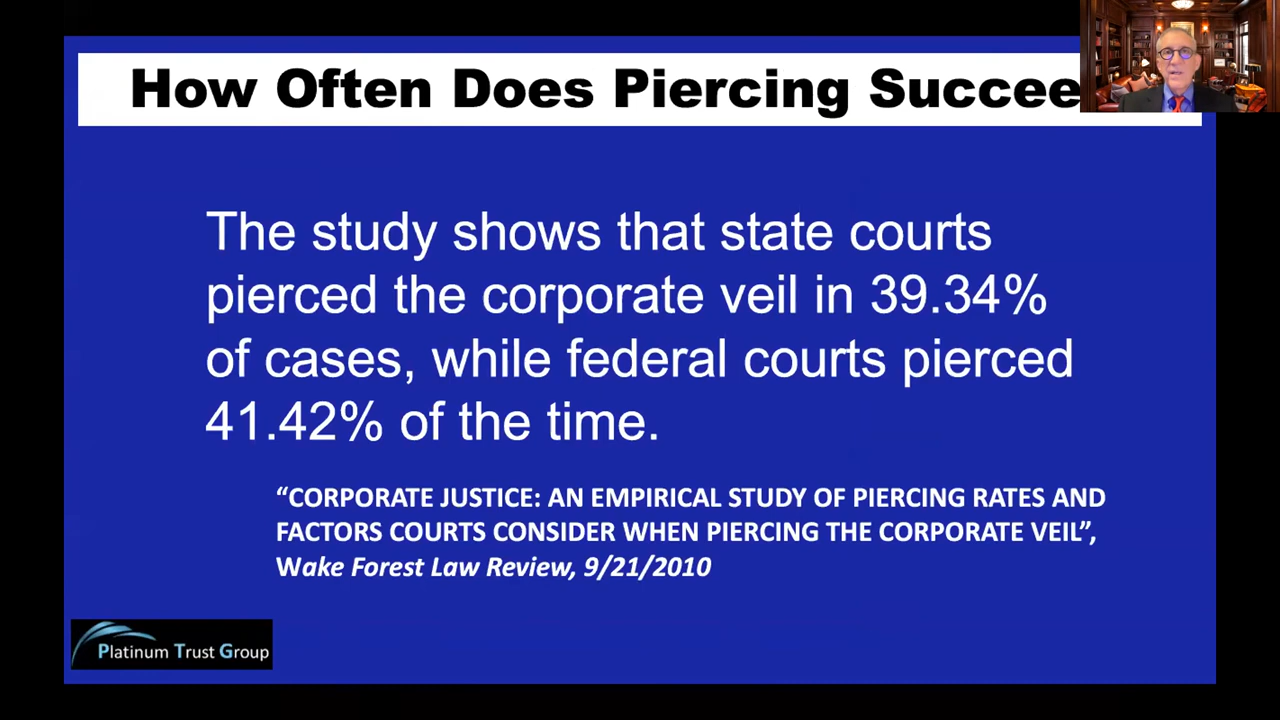 How Often Does Piercing Succee
The study shows that state courts
pierced the corporate veil in 39.34%
of cases, while federal courts pierced
41.42% of the time.
“CORPORATE JUSTICE: AN EMPIRICAL STUDY OF PIERCING RATES AND
FACTORS COURTS CONSIDER WHEN PIERCING THE CORPORATE VEIL”,
Wake Forest Law Review, 9/21/2010
Platinum Trust Group